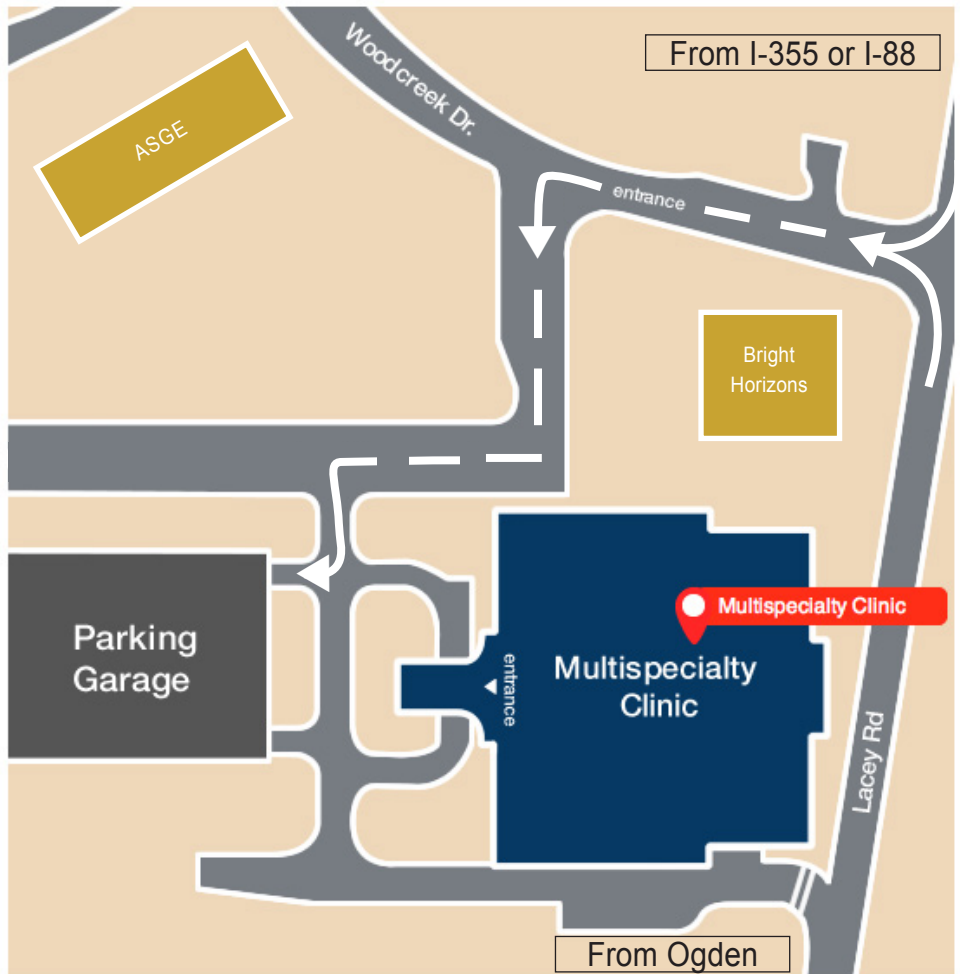 From I-355 or I-88
Woodcreek Dr.
ASGE
entrance
Bright
Horizons
Multispecialty Clinic
Parking
Garage
entrance
Multispecialty
Clinic
Lacey Rd
From Ogden